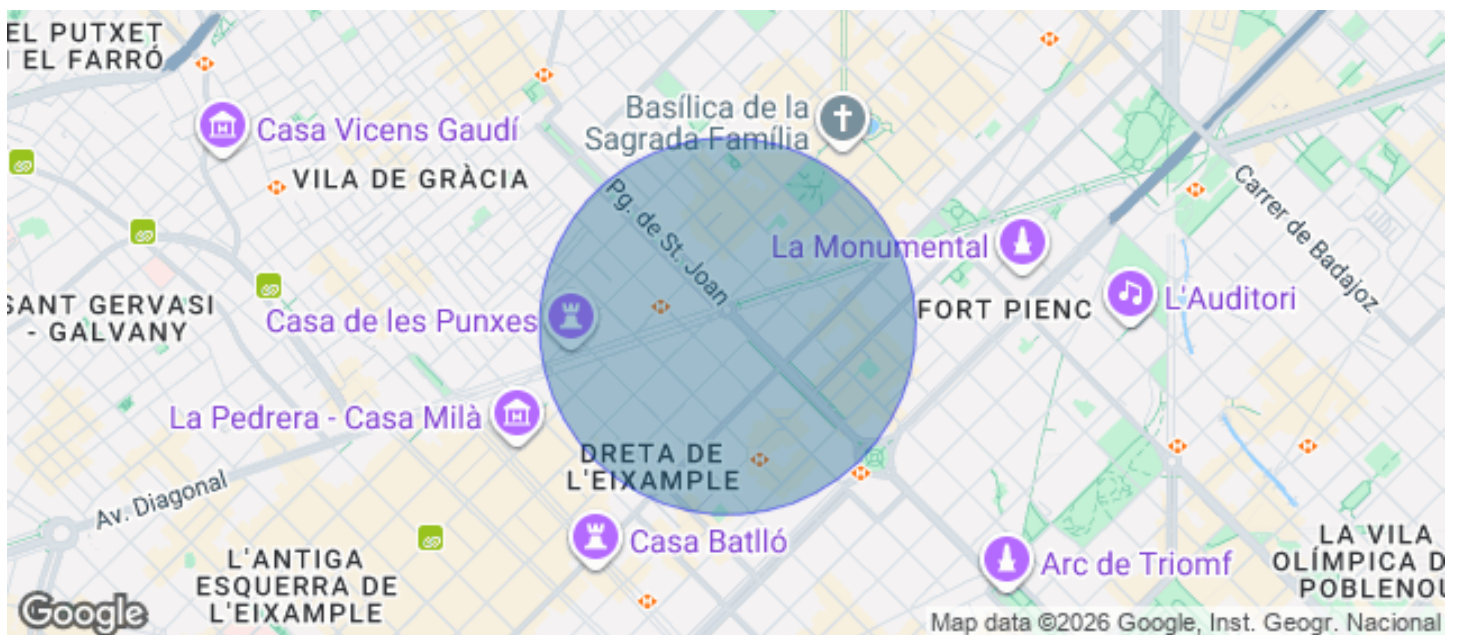 EL PUTXET
I EL FARRÓ
Casa Vicens Gaudí
VILA DE GRÀCIA
Basílica de la
Sagrada Família
Pg. de St. Joan
La Monumental
Carrer de Badajoz
SANT GERVASI
- GALVANY
Casa de les Punxes
FORT PIENC
L'Auditori
La Pedrera - Casa Milà
DRETA DE
L'EIXAMPLE
Av. Diagonal
Casa Batlló
L'ANTIGA
ESQUERRA DE
L'EIXAMPLE
Arc de Triomf
LA VILA
OLÍMPICA D
POBLENOU
Google
Map data ©2026 Google, Inst. Geogr. Nacional